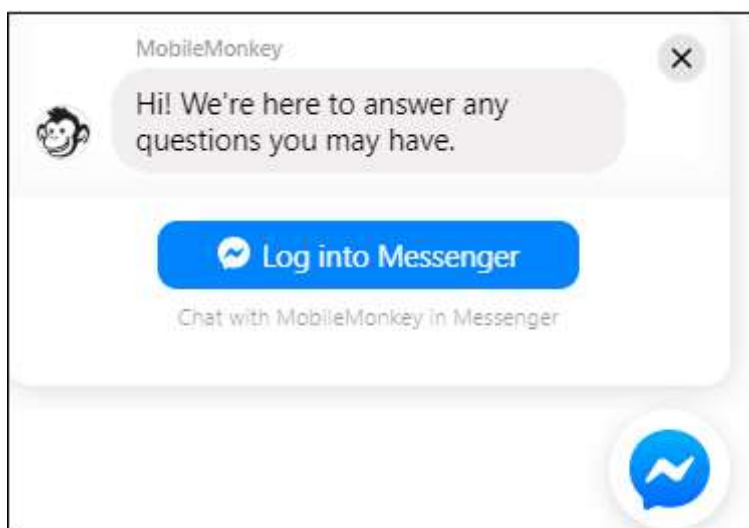 MobileMonkey
Hi! We're here to answer any
questions you may have.
Log into Messenger
Chat with MobileMonkey in Messenger